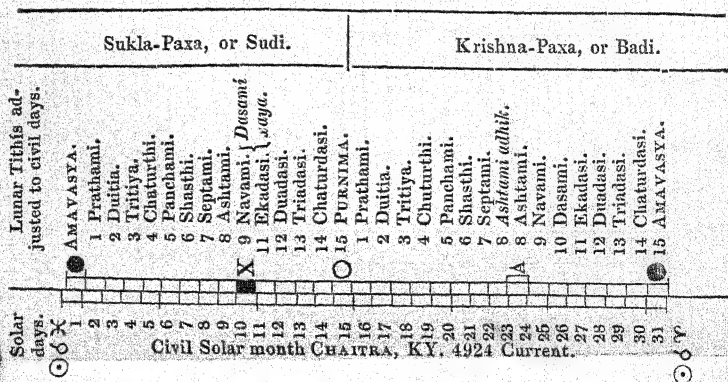 Sukla-Paxa, or Sudi.
Krishna-Paxa, or Badi.
Lunar Tithis ad-
justed to civil days.
AMAVASYA.
1 Prathami.
2 Duitia.
3 Tritiya.
4 Chaturthi.
5 Panchami.
6 Shasthi.
7 Septami.
8 Ashtami.
9 Navami. { Dasami
11 Ekadasi. { xaya.
12 Duadasi.
13 Triadasi.
14 Chaturdasi.
15 PURNIMA.
1 Prathami.
2 Duitia.
3 Tritiya.
4 Chuturthi.
5 Panchami.
6 Shasthi.
7 Septami.
8 Ashtami adhik.
8 Ashtami.
9 Navami.
10 Dasami.
11 Ekadasi.
12 Duadasi.
13 Triadasi.
14 Chaturdasi.
15 AMAVASYA.
X
A
Solar
days.
☉ ☌ ♓
1 2 3 4 5 6 7 8 9 10 11 12 13 14 15 16 17 18 19 20 21 22 23 24 25 26 27 28 29 30 31
☉ ☌ ♈
Civil Solar month CHAITRA, KY. 4924 Current.